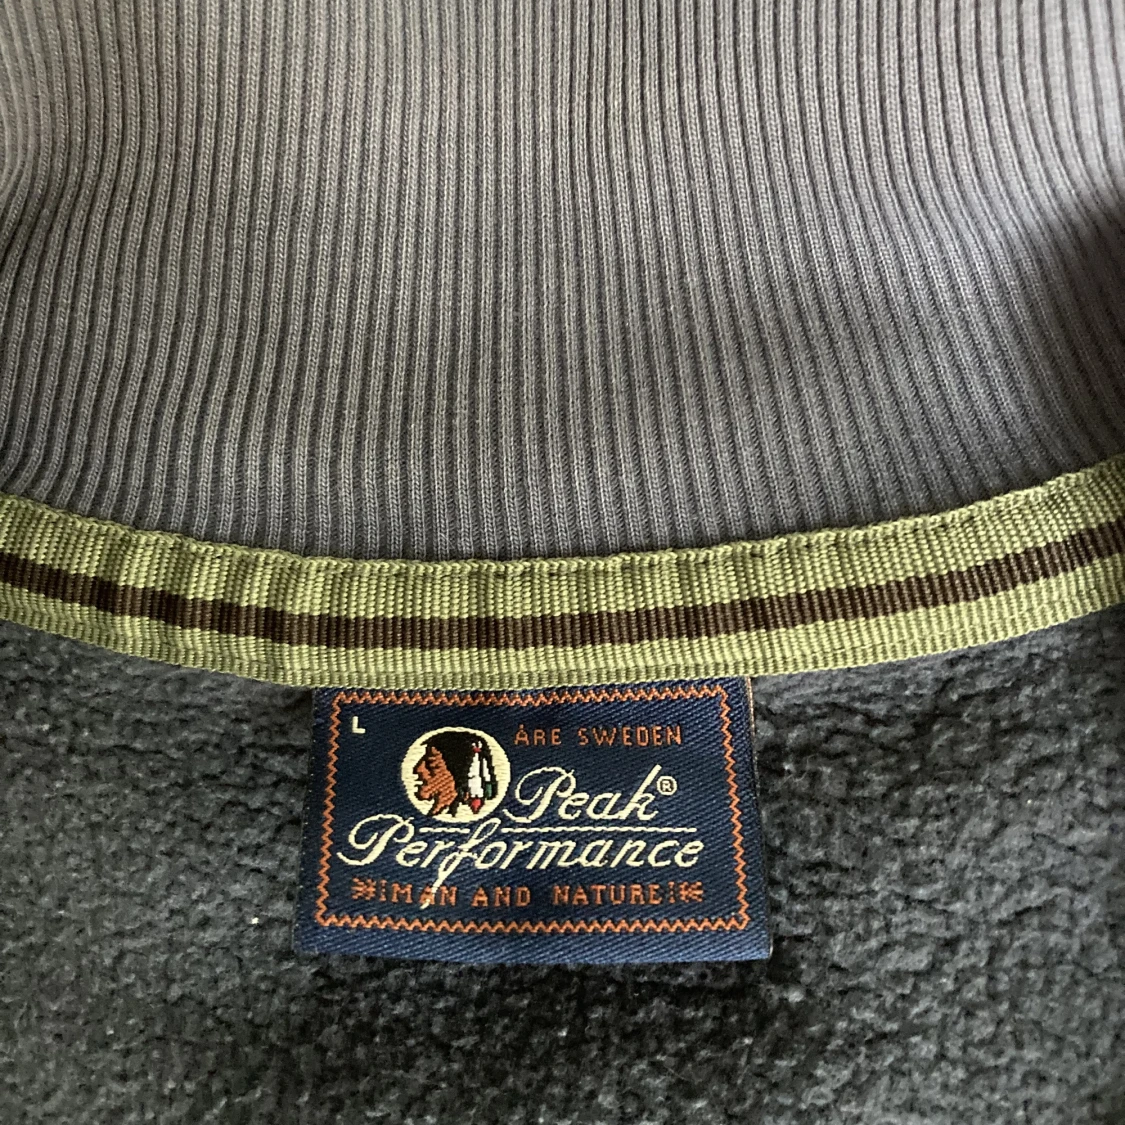 L
ÅRE SWEDEN
Peak®
Performance
MAN AND NATURE